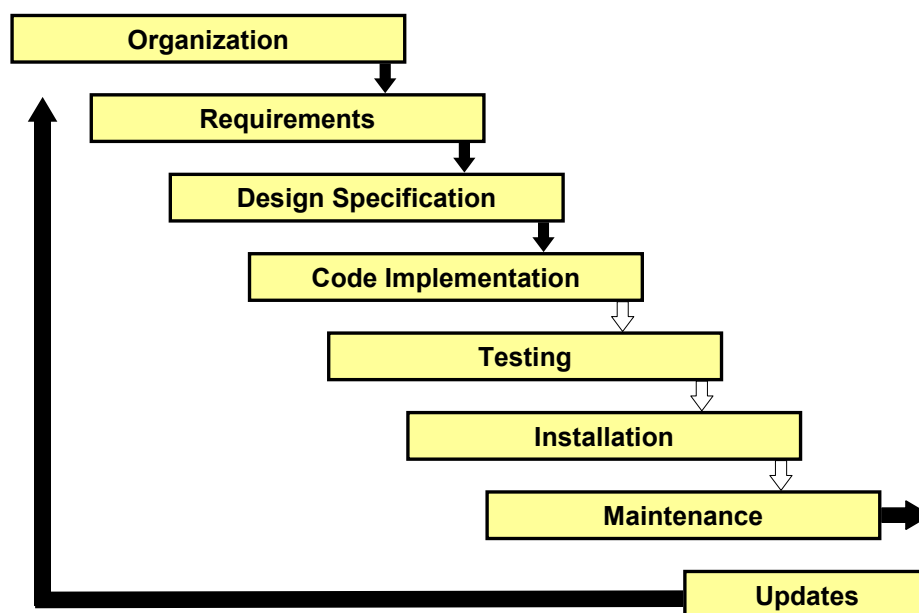 Organization
Requirements
Design Specification
Code Implementation
Testing
Installation
Maintenance
Updates